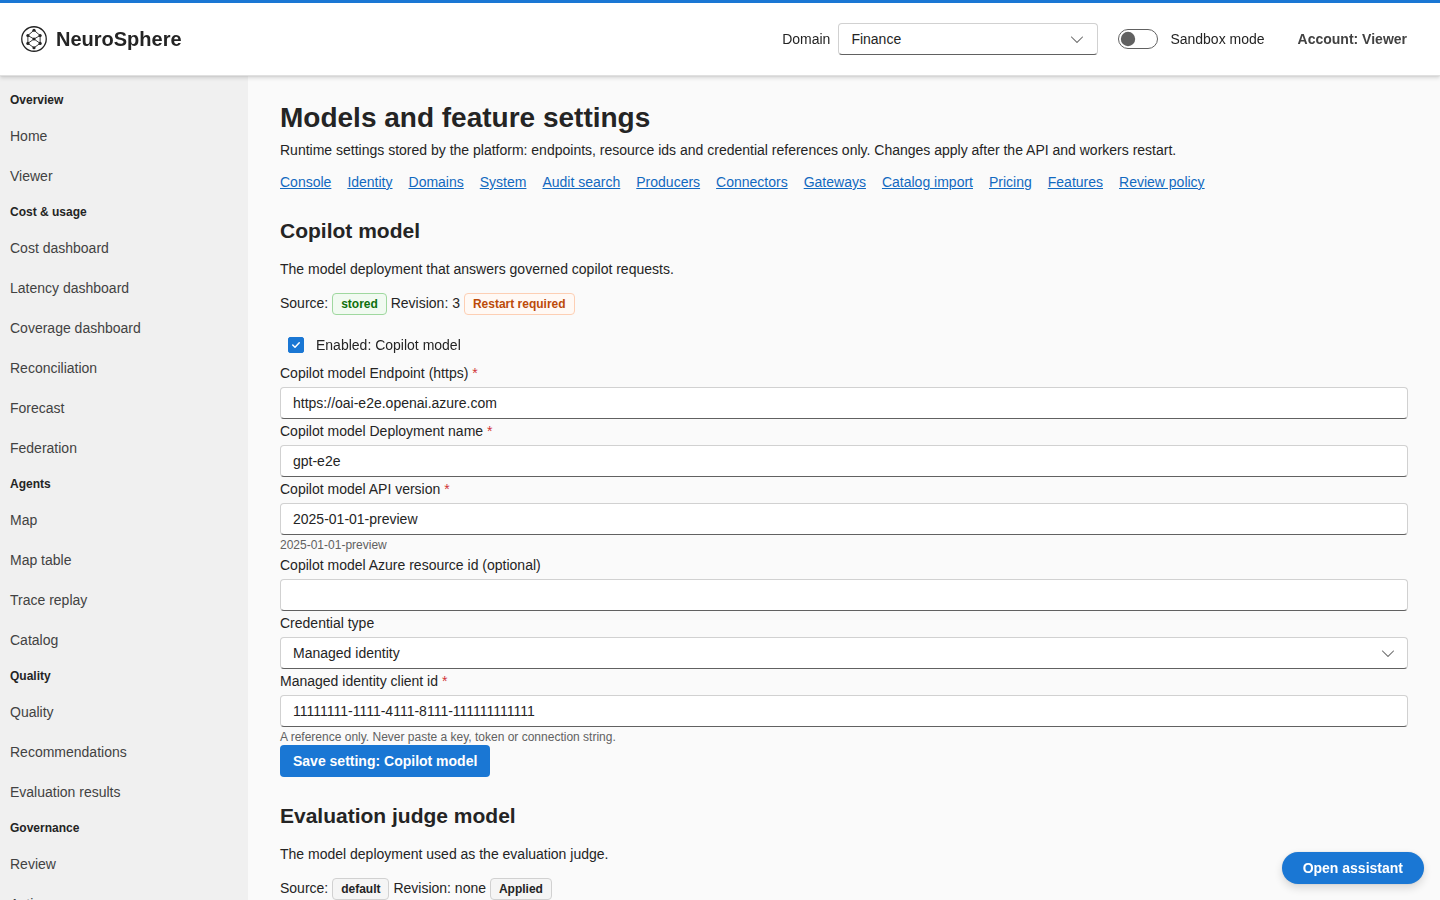 NeuroSphere
Domain
Finance
Sandbox mode
Account: Viewer
Overview
Home
Viewer
Cost & usage
Cost dashboard
Latency dashboard
Coverage dashboard
Reconciliation
Forecast
Federation
Agents
Map
Map table
Trace replay
Catalog
Quality
Quality
Recommendations
Evaluation results
Governance
Review
Models and feature settings
Runtime settings stored by the platform: endpoints, resource ids and credential references only. Changes apply after the API and workers restart.
Console Identity Domains System Audit search Producers Connectors Gateways Catalog import Pricing Features Review policy
Copilot model
The model deployment that answers governed copilot requests.
Source: stored Revision: 3 Restart required
Enabled: Copilot model
Copilot model Endpoint (https) *
https://oai-e2e.openai.azure.com
Copilot model Deployment name *
gpt-e2e
Copilot model API version *
2025-01-01-preview
2025-01-01-preview
Copilot model Azure resource id (optional)
Credential type
Managed identity
Managed identity client id *
11111111-1111-4111-8111-111111111111
A reference only. Never paste a key, token or connection string.
Save setting: Copilot model
Evaluation judge model
The model deployment used as the evaluation judge.
Source: default Revision: none Applied
Open assistant